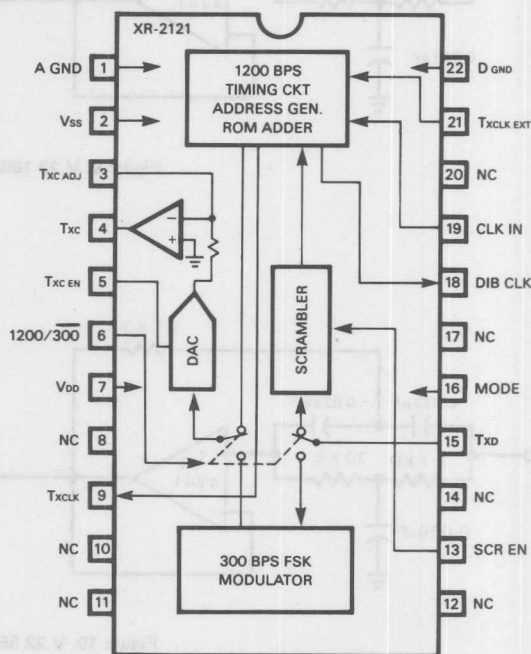 XR-2121
A GND 1
VSS 2
TXC ADJ 3
TXC 4
TXC EN 5
1200/300 6
VDD 7
NC 8
TXCLK 9
NC 10
NC 11
22 D GND
21 TXCLK EXT
20 NC
19 CLK IN
18 DIB CLK
17 NC
16 MODE
15 TXD
14 NC
13 SCR EN
12 NC
1200 BPS
TIMING CKT
ADDRESS GEN.
ROM ADDER
−
+
DAC
SCRAMBLER
300 BPS FSK
MODULATOR